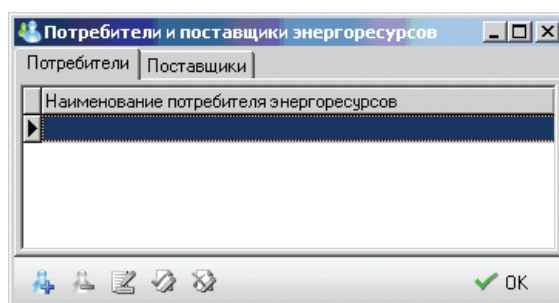 Потребители и поставщики энергоресурсов
Потребители Поставщики
Наименование потребителя энергоресурсов
OK